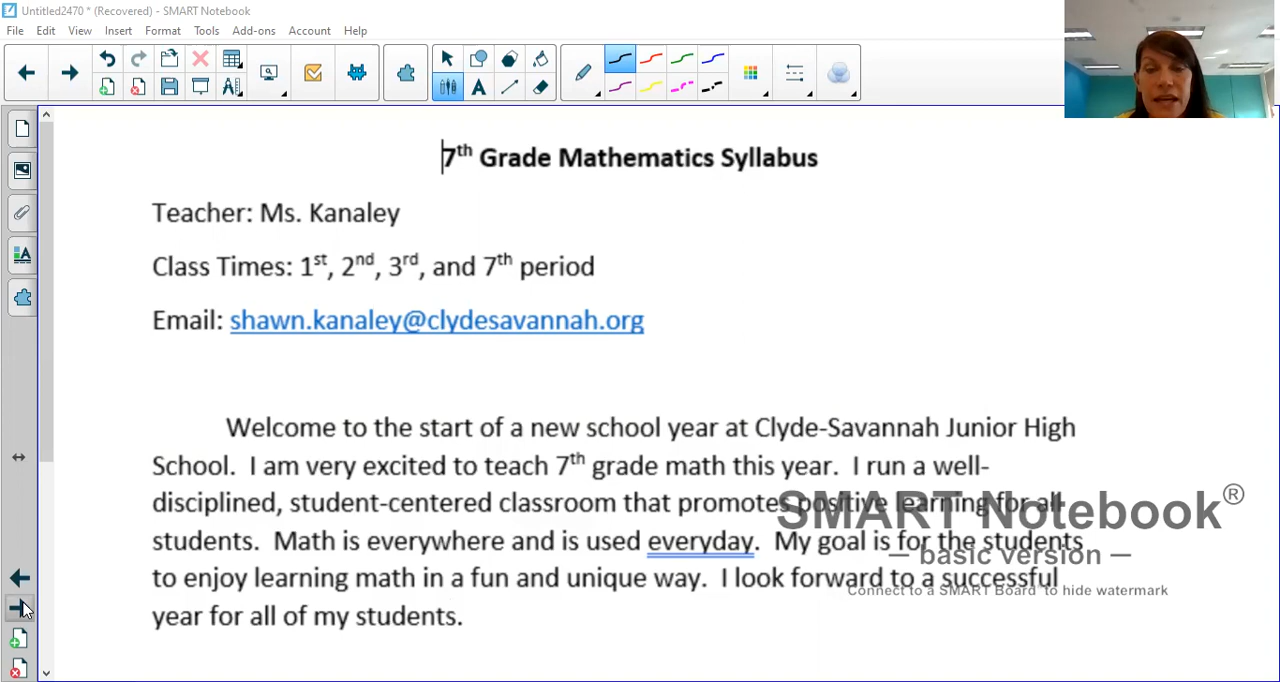 Untitled2470 * (Recovered) - SMART Notebook
File Edit View Insert Format Tools Add-ons Account Help
7th Grade Mathematics Syllabus
Teacher: Ms. Kanaley
Class Times: 1st, 2nd, 3rd, and 7th period
Email: shawn.kanaley@clydesavannah.org
Welcome to the start of a new school year at Clyde-Savannah Junior High
School. I am very excited to teach 7th grade math this year. I run a well-
disciplined, student-centered classroom that promotes positive learning for all
students. Math is everywhere and is used everyday. My goal is for the students
to enjoy learning math in a fun and unique way. I look forward to a successful
year for all of my students.
SMART Notebook®
— basic version —
Connect to a SMART Board to hide watermark